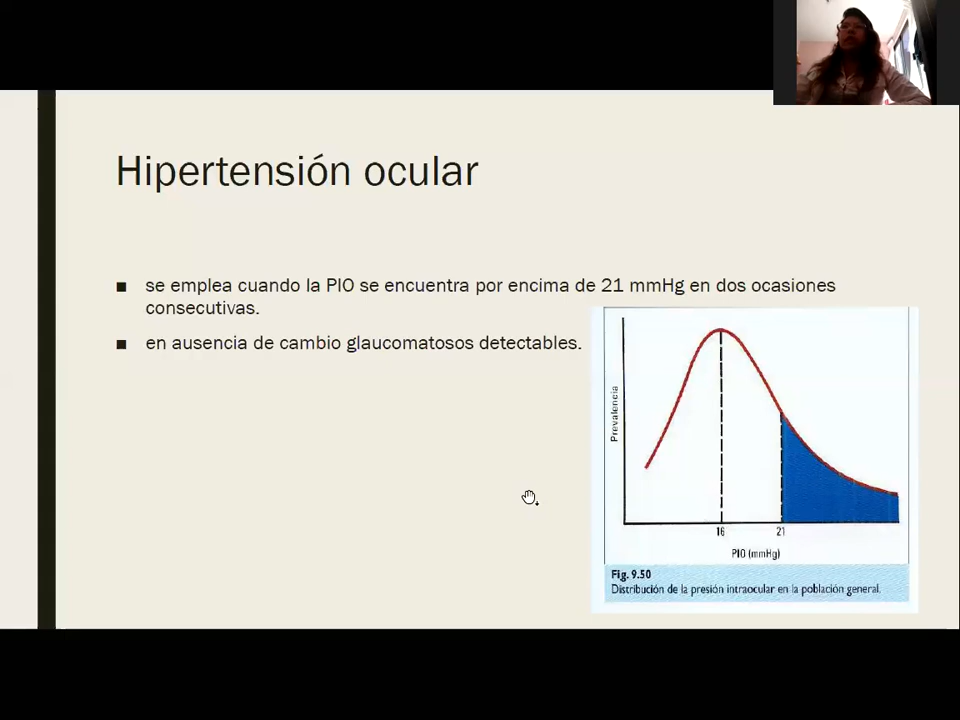 Hipertensión ocular
■ se emplea cuando la PIO se encuentra por encima de 21 mmHg en dos ocasiones
consecutivas.
■ en ausencia de cambio glaucomatosos detectables.
Prevalencia
16
21
PIO (mmHg)
Fig. 9.50
Distribución de la presión intraocular en la población general.